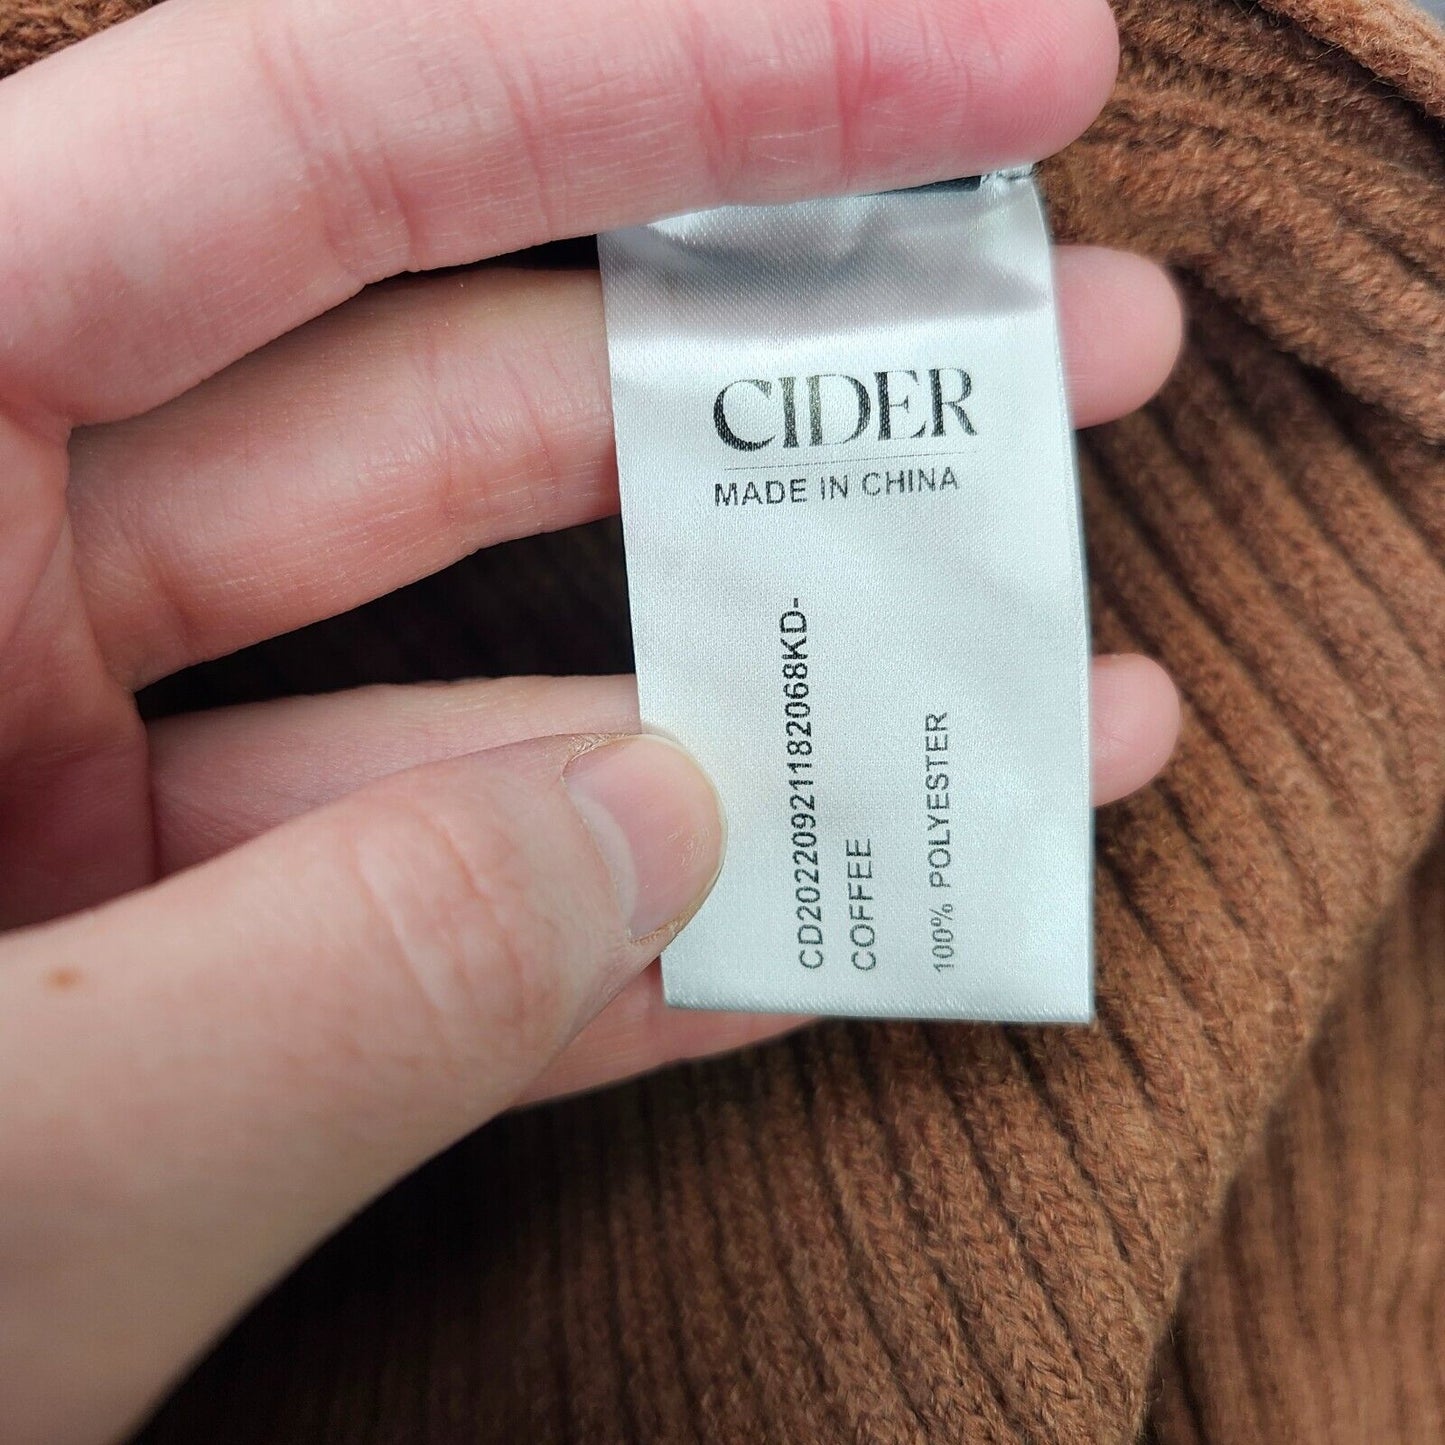 CIDER
MADE IN CHINA
CD20220921182068KD-
COFFEE
100% POLYESTER